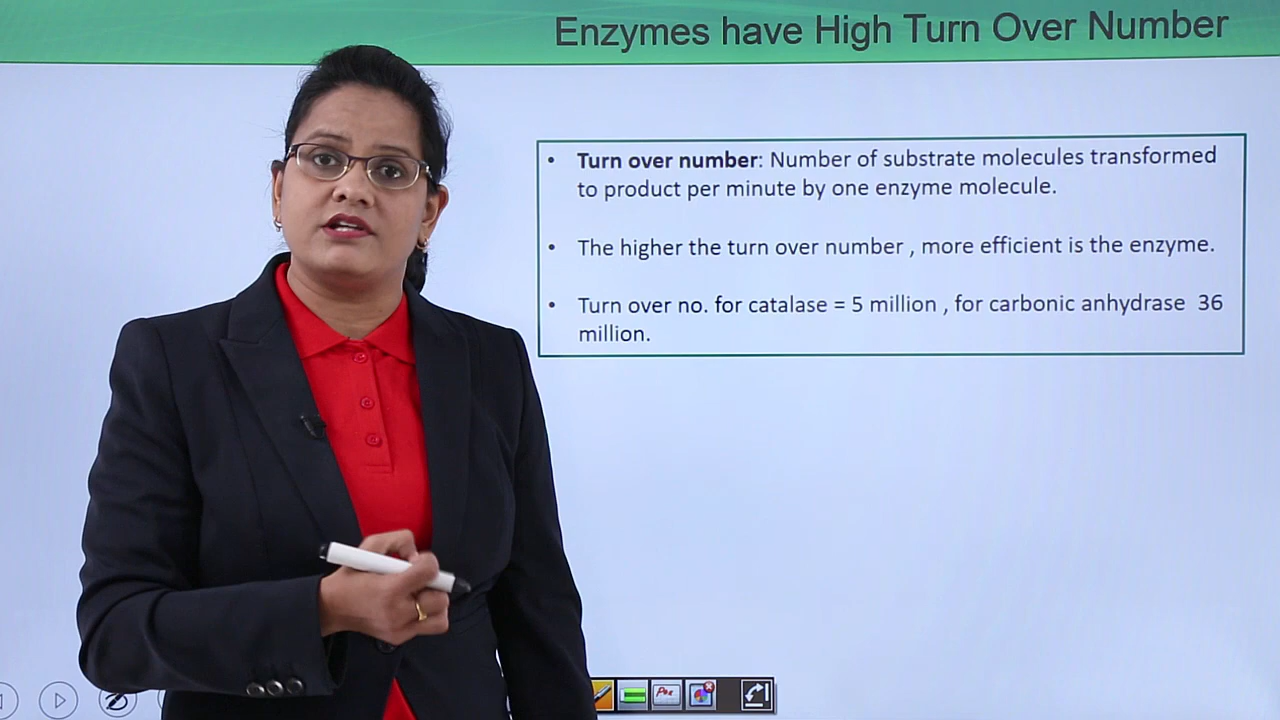 Enzymes have High Turn Over Number
• Turn over number: Number of substrate molecules transformed
to product per minute by one enzyme molecule.
• The higher the turn over number , more efficient is the enzyme.
• Turn over no. for catalase = 5 million , for carbonic anhydrase 36
million.